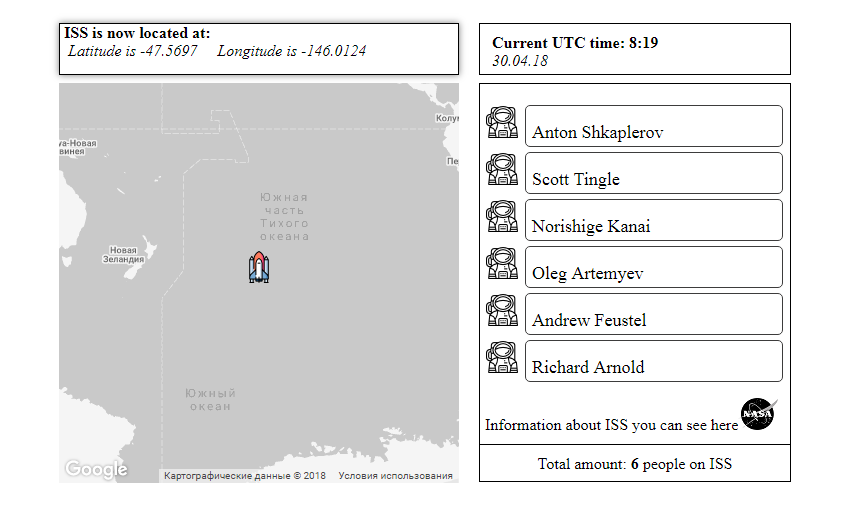 ISS is now located at:
Latitude is -47.5697 Longitude is -146.0124
Current UTC time: 8:19
30.04.18
Колу
уа-Новая
винея
Пе
Южная
часть
Тихого
океана
Новая
Зеландия
Южный
океан
Google
Картографические данные © 2018 Условия использования
Anton Shkaplerov
Scott Tingle
Norishige Kanai
Oleg Artemyev
Andrew Feustel
Richard Arnold
Information about ISS you can see here
NASA
Total amount: 6 people on ISS